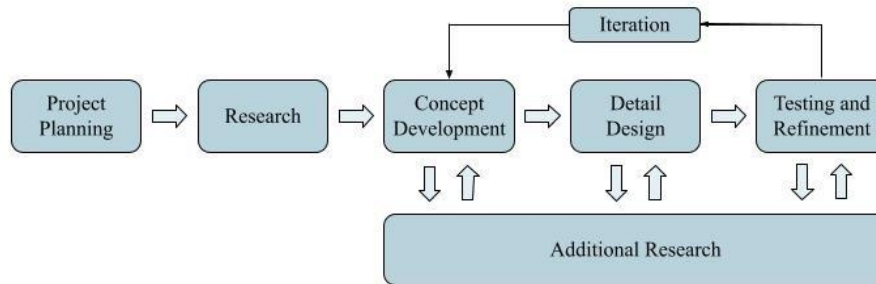 Iteration
Project
Planning
Research
Concept
Development
Detail
Design
Testing and
Refinement
Additional Research